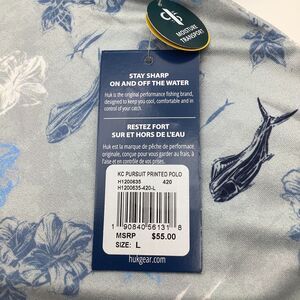 MOISTURE
TRANSPORT
STAY SHARP
ON AND OFF THE WATER
Huk is the original performance fishing brand,
designed to keep you cool, comfortable and in
control of your catch.
RESTEZ FORT
SUR ET HORS DE L'EAU
Huk est la marque de pêche de performance
originale, conçue pour vous garder au frais, à
l'aise et en contrôle de vos prises.
KC PURSUIT PRINTED POLO
H1200635 420
H1200635-420-L
1 90840 56131 8
MSRP $55.00
SIZE: L
hukgear.com